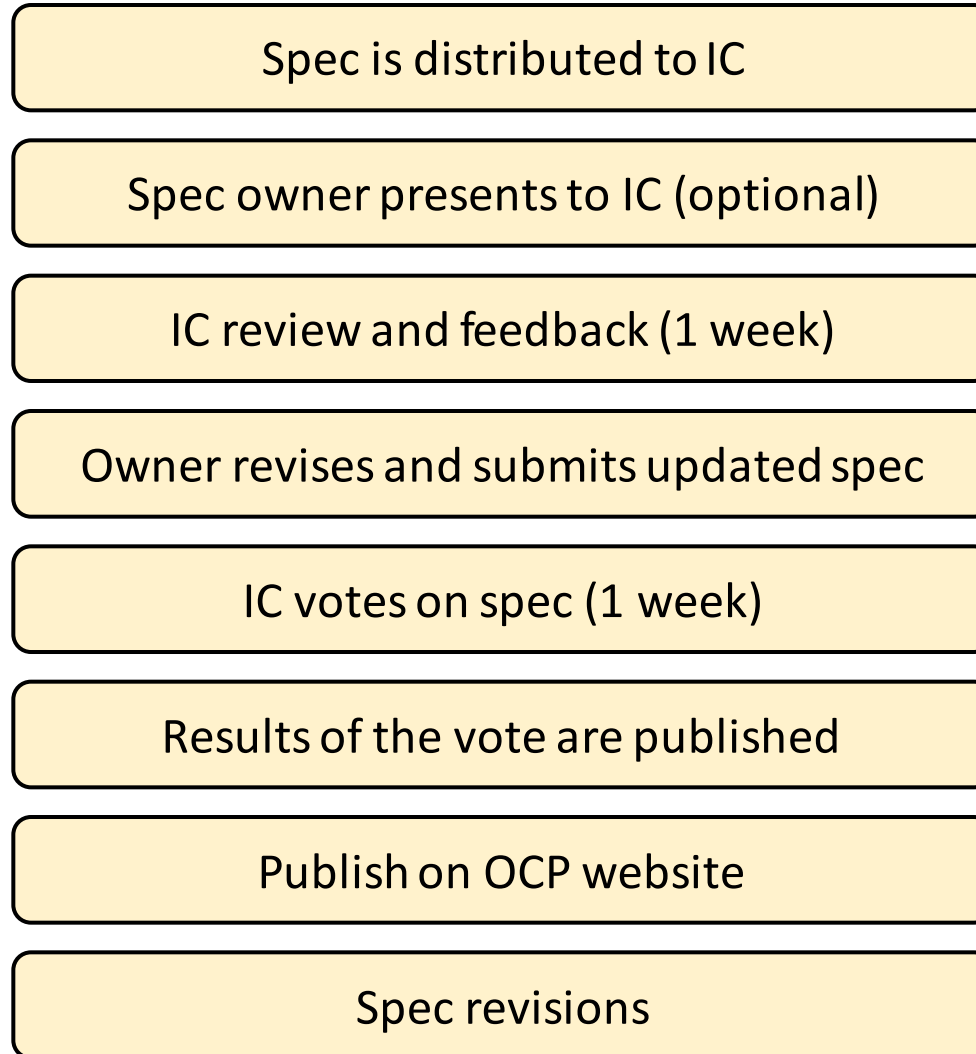 Spec is distributed to IC
Spec owner presents to IC (optional)
IC review and feedback (1 week)
Owner revises and submits updated spec
IC votes on spec (1 week)
Results of the vote are published
Publish on OCP website
Spec revisions